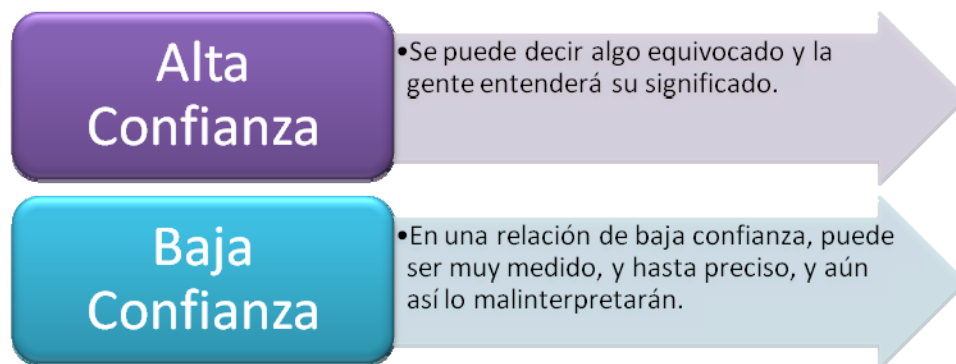 Alta
Confianza
•Se puede decir algo equivocado y la
gente entenderá su significado.
Baja
Confianza
•En una relación de baja confianza, puede
ser muy medido, y hasta preciso, y aún
así lo malinterpretarán.